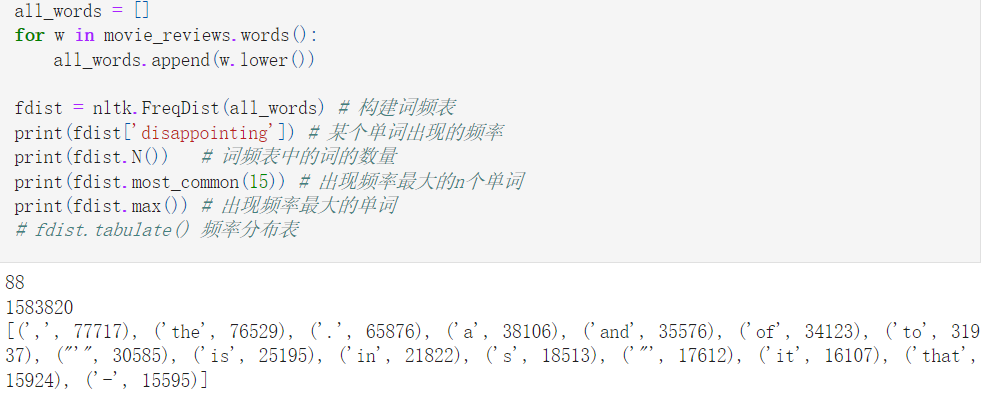 all_words = []
for w in movie_reviews.words():
    all_words.append(w.lower())
fdist = nltk.FreqDist(all_words) # 构建词频表
print(fdist['disappointing']) # 某个单词出现的频率
print(fdist.N())   # 词频表中的词的数量
print(fdist.most_common(15)) # 出现频率最大的n个单词
print(fdist.max()) # 出现频率最大的单词
# fdist.tabulate() 频率分布表
88
1583820
[(',', 77717), ('the', 76529), ('.', 65876), ('a', 38106), ('and', 35576), ('of', 34123), ('to', 319
37), ("'", 30585), ('is', 25195), ('in', 21822), ('s', 18513), ('"', 17612), ('it', 16107), ('that',
15924), ('-', 15595)]